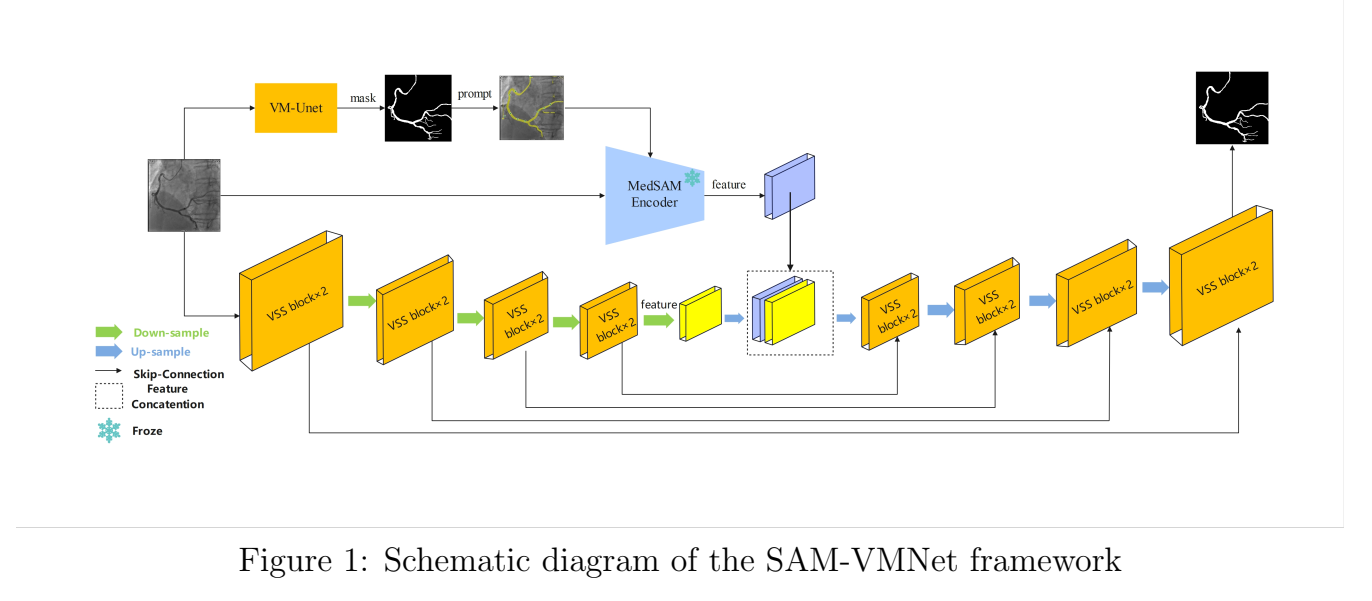 VM-Unet
mask
prompt
MedSAM
Encoder
feature
VSS block×2
VSS block×2
VSS
block×2
VSS
block×2
feature
VSS
block×2
VSS
block×2
VSS block×2
VSS block×2
Down-sample
Up-sample
Skip-Connection
Feature
Concatention
Froze
Figure 1: Schematic diagram of the SAM-VMNet framework